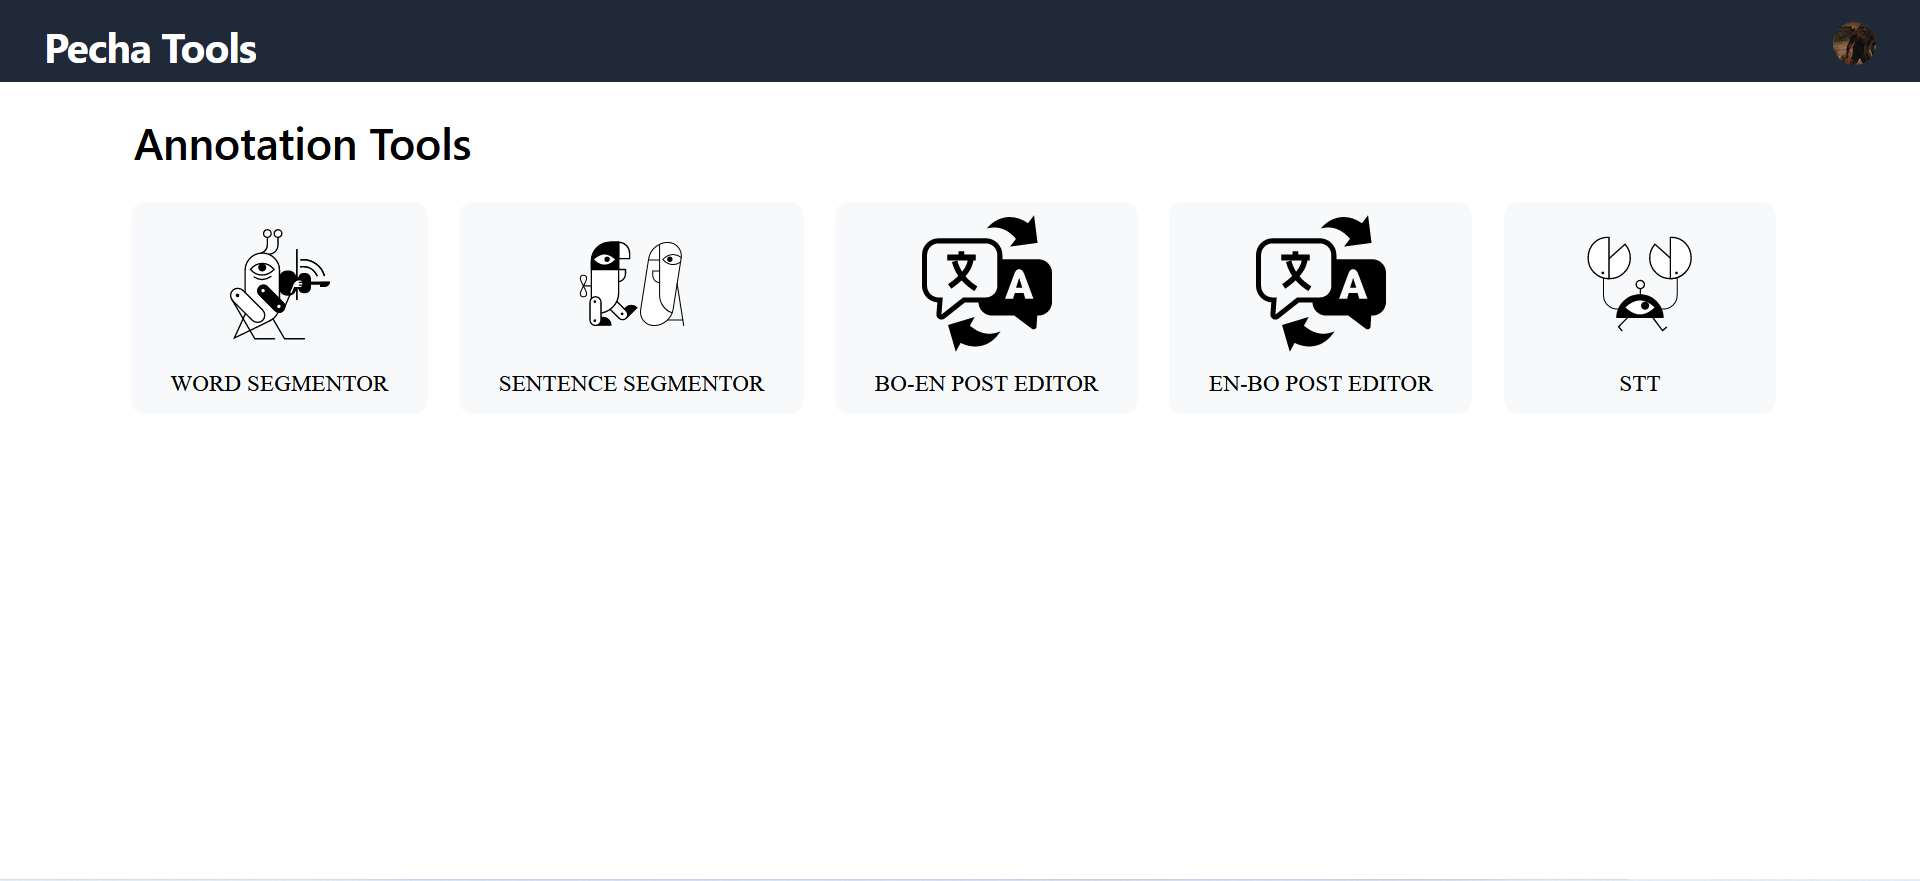 Pecha Tools
Annotation Tools
文 A
文 A
WORD SEGMENTOR
SENTENCE SEGMENTOR
BO-EN POST EDITOR
EN-BO POST EDITOR
STT